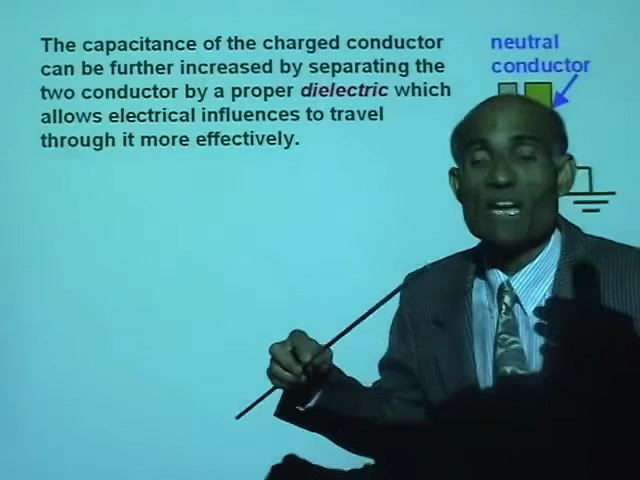 The capacitance of the charged conductor
can be further increased by separating the
two conductor by a proper dielectric which
allows electrical influences to travel
through it more effectively.
neutral
conductor